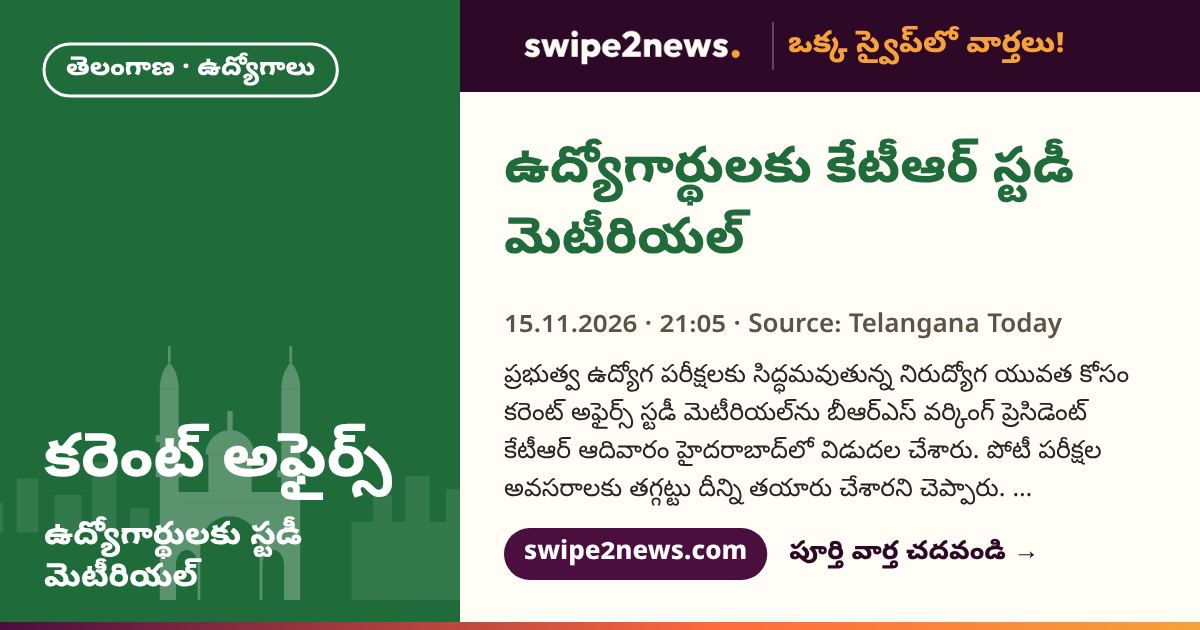 తెలంగాణ · ఉద్యోగాలు
కరెంట్ అఫైర్స్
ఉద్యోగార్థులకు స్టడీ
మెటీరియల్
swipe2news.
ఒక్క స్వైప్‌లో వార్తలు!
ఉద్యోగార్థులకు కేటీఆర్ స్టడీ
మెటీరియల్
15.11.2026 · 21:05 · Source: Telangana Today
ప్రభుత్వ ఉద్యోగ పరీక్షలకు సిద్ధమవుతున్న నిరుద్యోగ యువత కోసం
కరెంట్ అఫైర్స్ స్టడీ మెటీరియల్‌ను బీఆర్ఎస్ వర్కింగ్ ప్రెసిడెంట్
కేటీఆర్ ఆదివారం హైదరాబాద్‌లో విడుదల చేశారు. పోటీ పరీక్షల
అవసరాలకు తగ్గట్టు దీన్ని తయారు చేశారని చెప్పారు. ...
swipe2news.com
పూర్తి వార్త చదవండి →